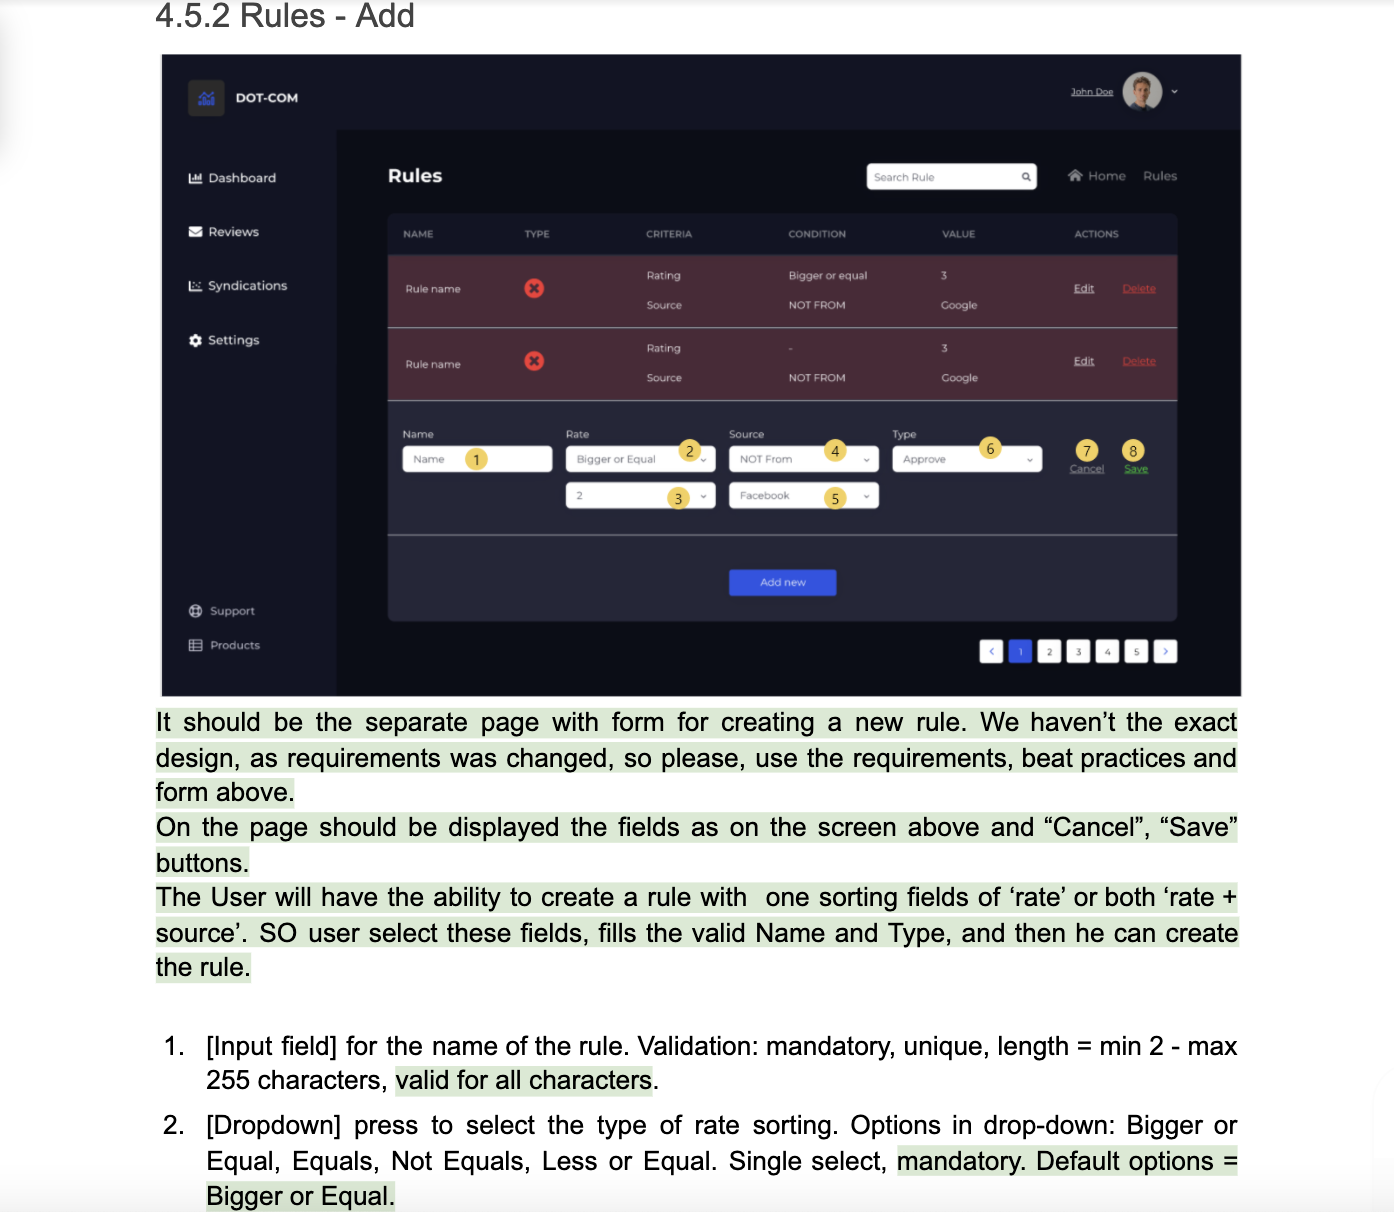 4.5.2 Rules - Add
DOT-COM
John Doe
Dashboard
Reviews
Syndications
Settings
Support
Products
Rules
Search Rule
Home Rules
NAME TYPE CRITERIA CONDITION VALUE ACTIONS
Rating Bigger or equal 3
Rule name Edit Delete
Source NOT FROM Google
Rating - 3
Rule name Edit Delete
Source NOT FROM Google
Name Rate Source Type
Name 1 Bigger or Equal 2 NOT From 4 Approve 6 7 8
Cancel Save
2 3 Facebook 5
Add new
< 1 2 3 4 5 >
It should be the separate page with form for creating a new rule. We haven’t the exact
design, as requirements was changed, so please, use the requirements, beat practices and
form above.
On the page should be displayed the fields as on the screen above and “Cancel”, “Save”
buttons.
The User will have the ability to create a rule with one sorting fields of ‘rate’ or both ‘rate +
source’. SO user select these fields, fills the valid Name and Type, and then he can create
the rule.
1. [Input field] for the name of the rule. Validation: mandatory, unique, length = min 2 - max
255 characters, valid for all characters.
2. [Dropdown] press to select the type of rate sorting. Options in drop-down: Bigger or
Equal, Equals, Not Equals, Less or Equal. Single select, mandatory. Default options =
Bigger or Equal.